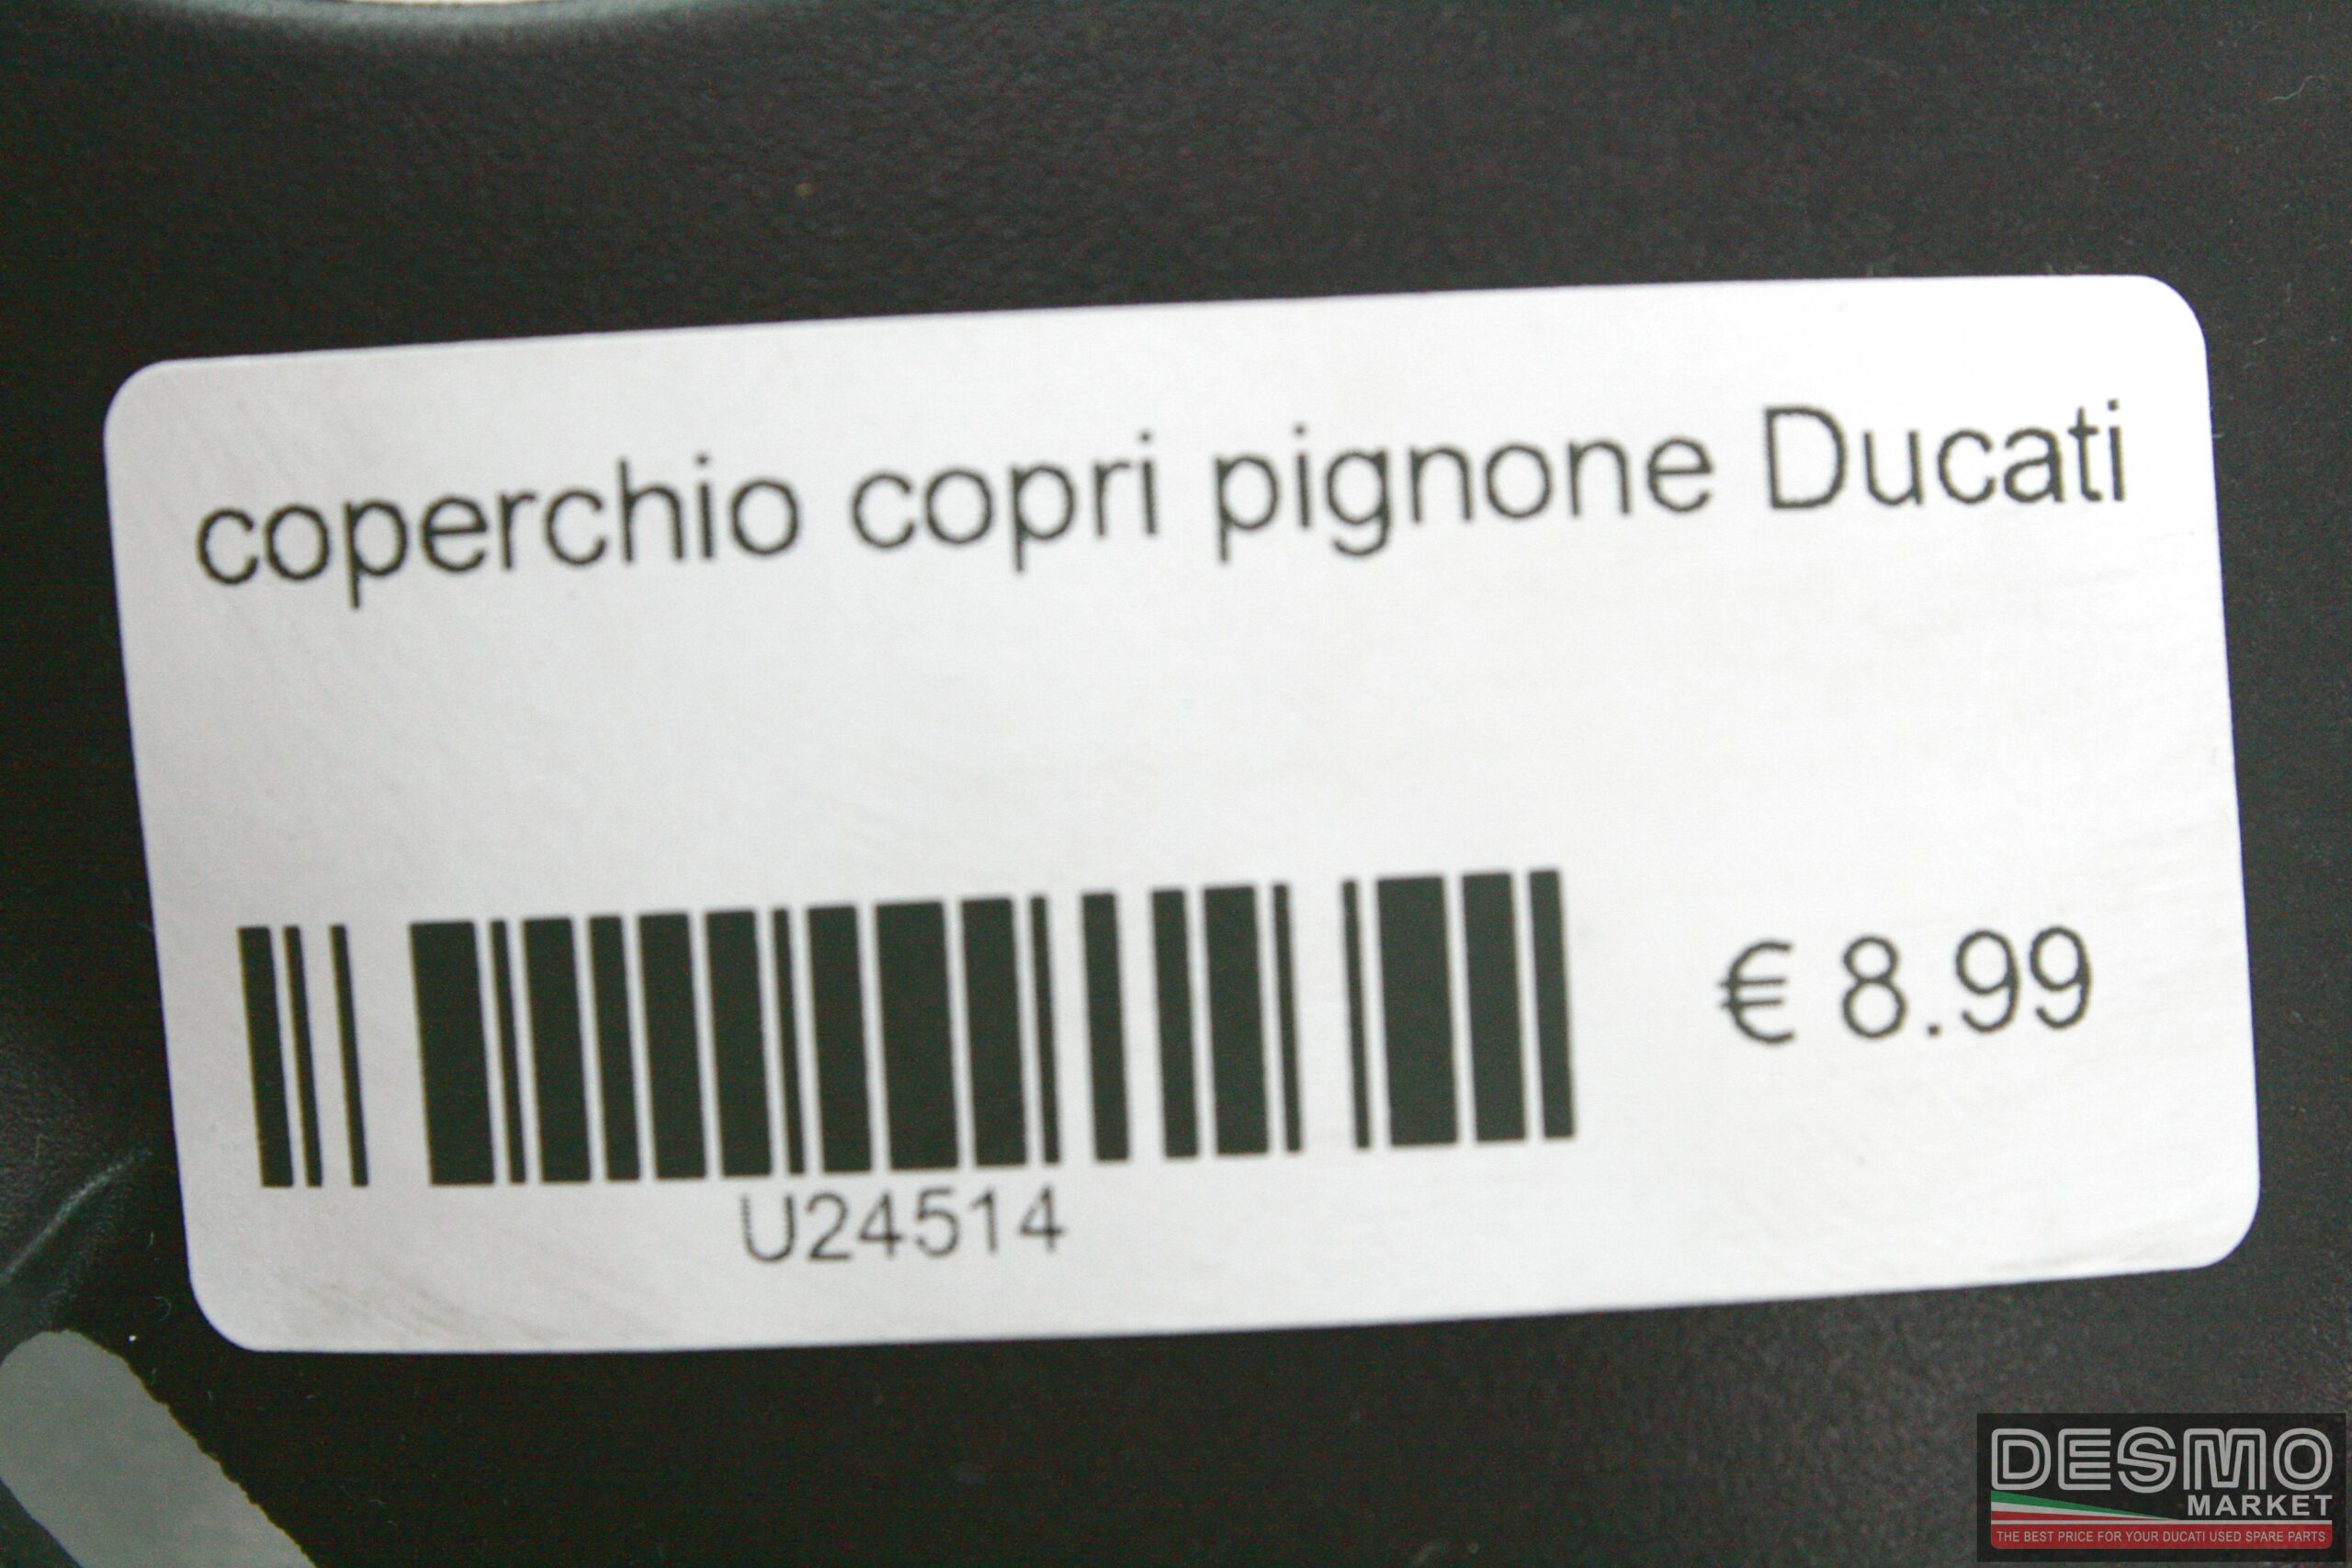 coperchio copri pignone Ducati
€ 8.99
U24514
DESMO
MARKET
THE BEST PRICE FOR YOUR DUCATI USED SPARE PARTS